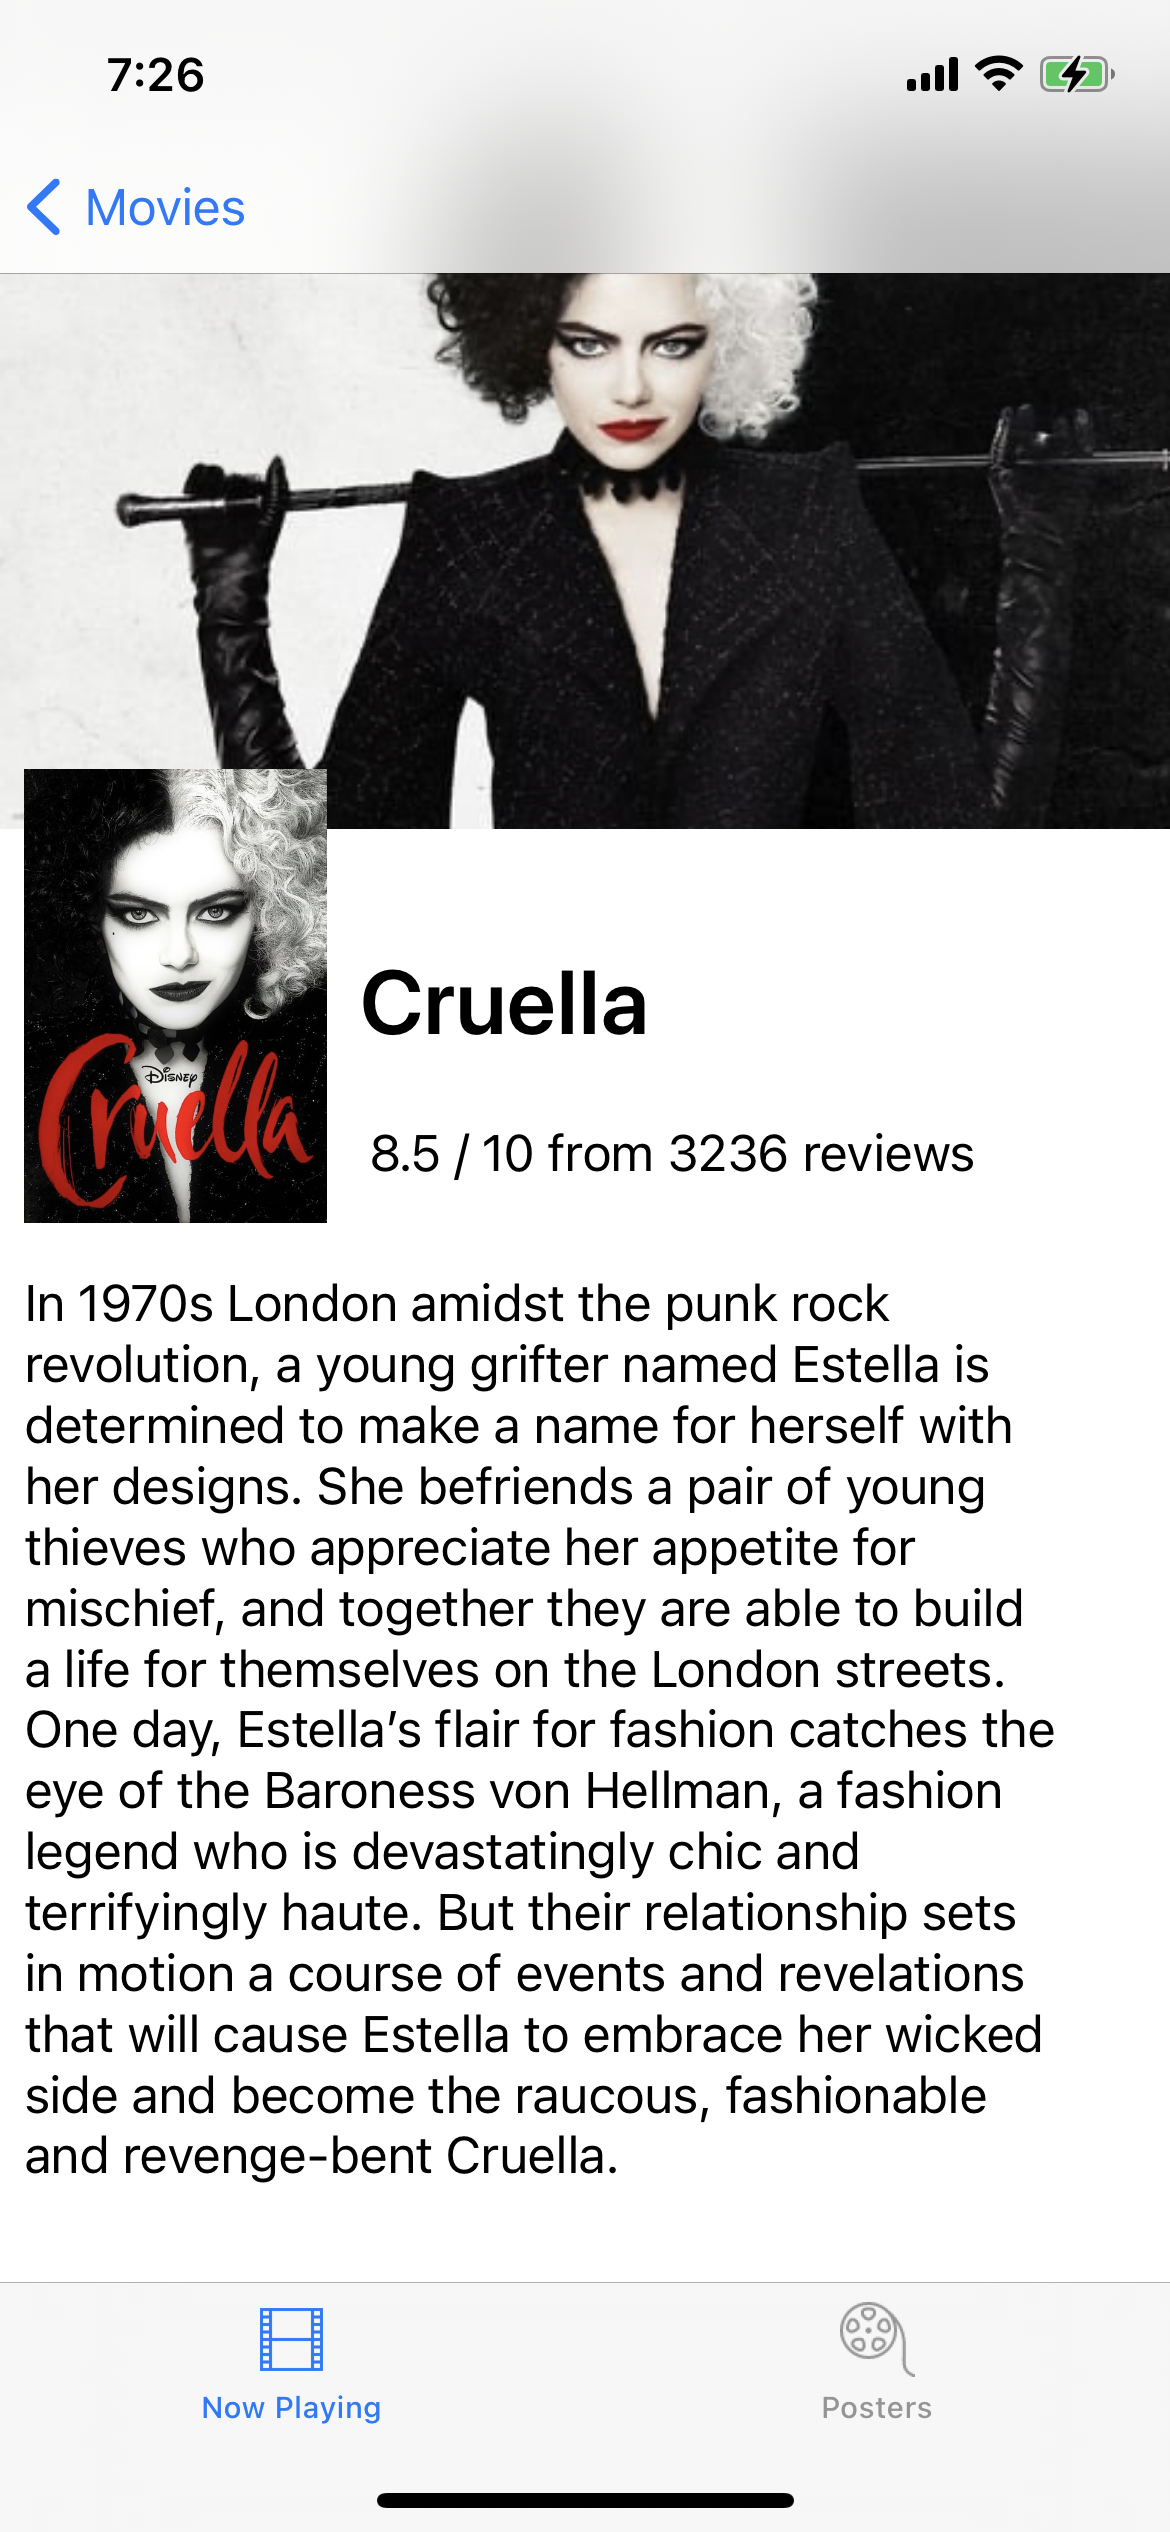 7:26
Movies
Disney
Cruella
Cruella
8.5 / 10 from 3236 reviews
In 1970s London amidst the punk rock
revolution, a young grifter named Estella is
determined to make a name for herself with
her designs. She befriends a pair of young
thieves who appreciate her appetite for
mischief, and together they are able to build
a life for themselves on the London streets.
One day, Estella’s flair for fashion catches the
eye of the Baroness von Hellman, a fashion
legend who is devastatingly chic and
terrifyingly haute. But their relationship sets
in motion a course of events and revelations
that will cause Estella to embrace her wicked
side and become the raucous, fashionable
and revenge-bent Cruella.
Now Playing
Posters